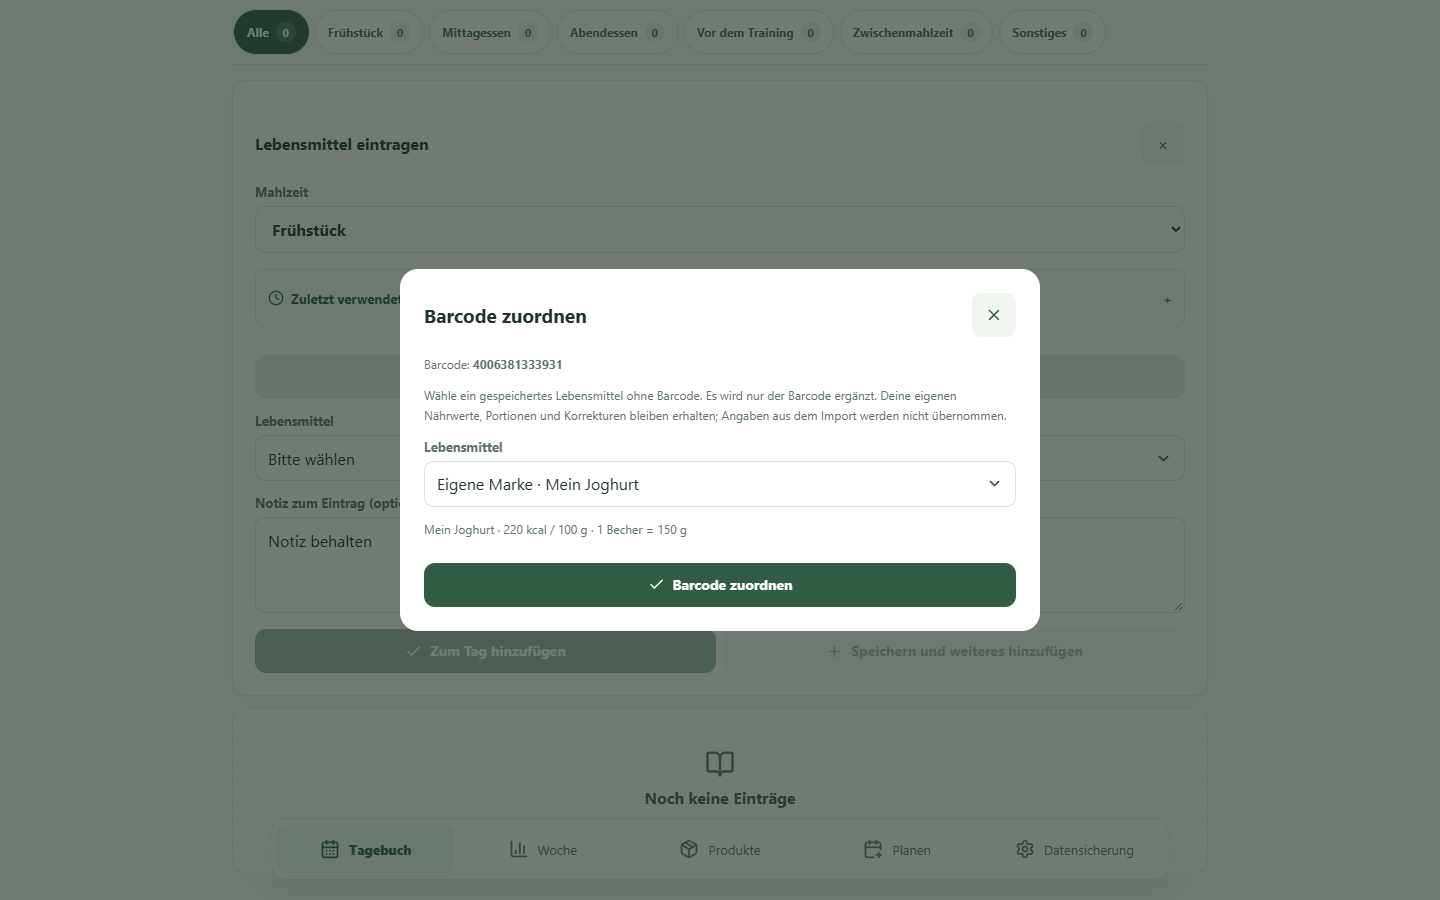 Alle 0 Frühstück 0 Mittagessen 0 Abendessen 0 Vor dem Training 0 Zwischenmahlzeit 0 Sonstiges 0
Lebensmittel eintragen ×
Mahlzeit
Frühstück
Zuletzt verwendet +
Barcode zuordnen
Barcode: 4006381333931
Wähle ein gespeichertes Lebensmittel ohne Barcode. Es wird nur der Barcode ergänzt. Deine eigenen
Nährwerte, Portionen und Korrekturen bleiben erhalten; Angaben aus dem Import werden nicht übernommen.
Lebensmittel
Eigene Marke · Mein Joghurt
Mein Joghurt · 220 kcal / 100 g · 1 Becher = 150 g
Barcode zuordnen
Lebensmittel
Bitte wählen
Notiz zum Eintrag
Notiz behalten
Zum Tag hinzufügen
Speichern und weiteres hinzufügen
Noch keine Einträge
Tagebuch Woche Produkte Planen Datensicherung